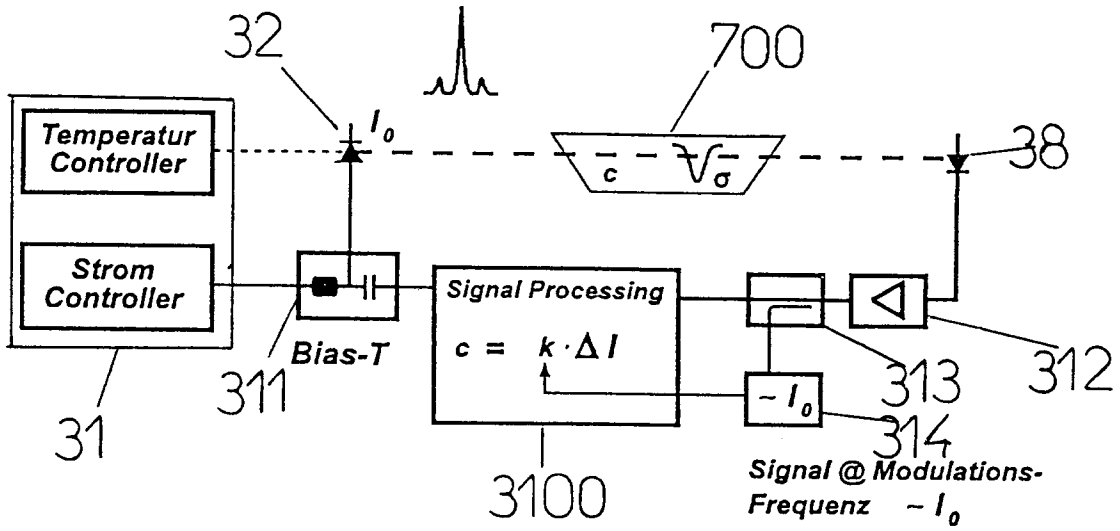 32
700
I₀
Temperatur
Controller
38
c
σ
Strom
Controller
Signal Processing
c = k · Δ I
Bias-T
311
313
312
~ I₀
314
31
3100
Signal @ Modulations-
Frequenz ~ I₀